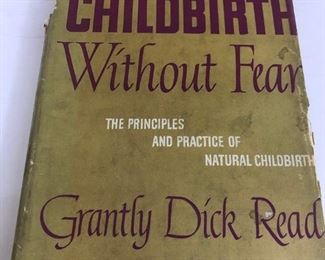 CHILDBIRTH
Without Fear
THE PRINCIPLES
AND PRACTICE OF
NATURAL CHILDBIRTH
Grantly Dick Read